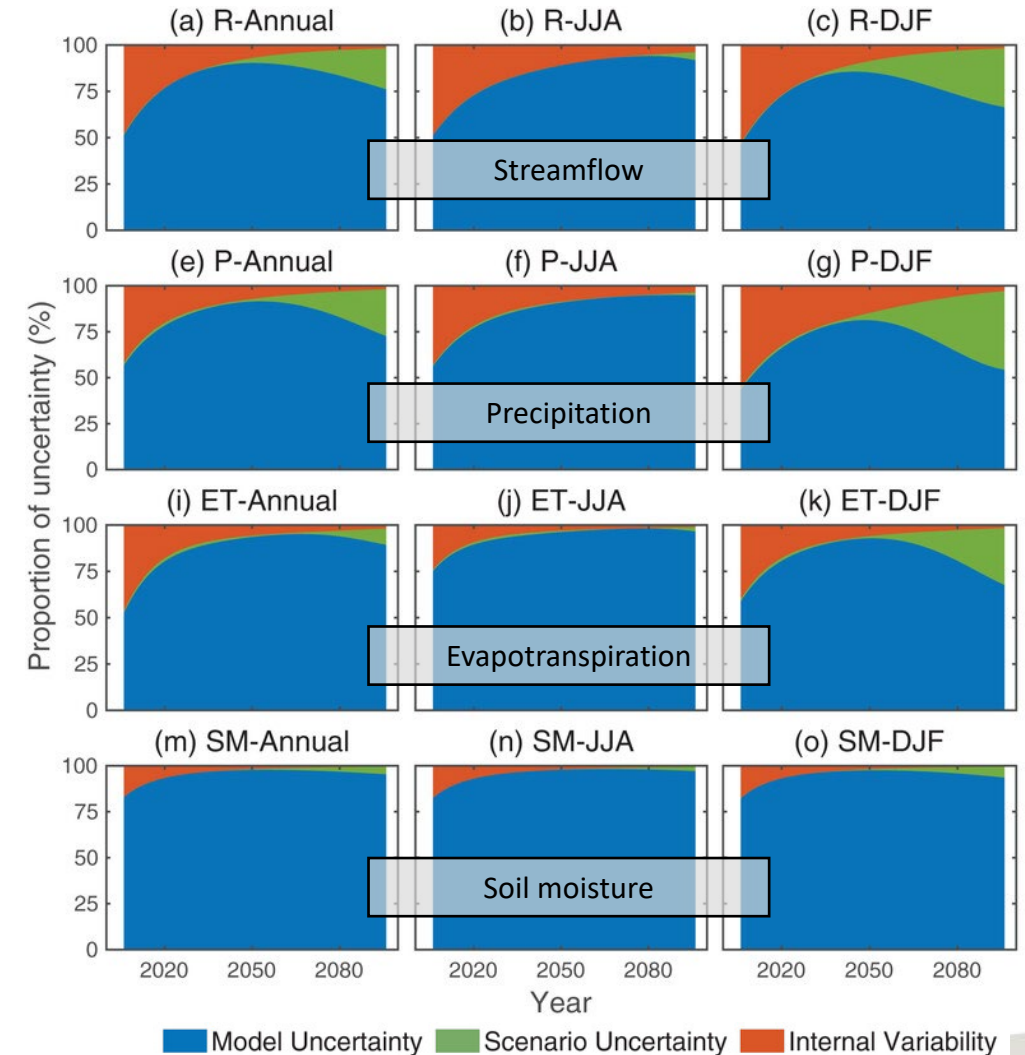 (a) R-Annual (b) R-JJA (c) R-DJF
100
75
50
25
0
Streamflow
(e) P-Annual (f) P-JJA (g) P-DJF
100
75
50
25
0
Precipitation
Proportion of uncertainty (%)
(i) ET-Annual (j) ET-JJA (k) ET-DJF
100
75
50
25
0
Evapotranspiration
(m) SM-Annual (n) SM-JJA (o) SM-DJF
100
75
50
25
0
Soil moisture
2020 2050 2080 2020 2050 2080 2020 2050 2080
Year
Model Uncertainty Scenario Uncertainty Internal Variability